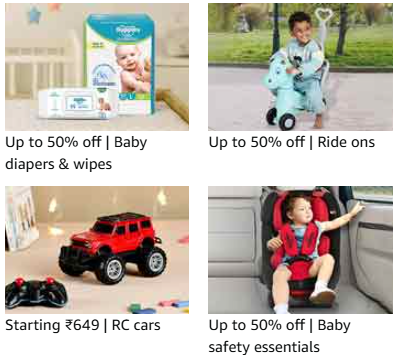 Up to 50% off | Baby
diapers & wipes
Up to 50% off | Ride ons
Starting ₹649 | RC cars
Up to 50% off | Baby
safety essentials